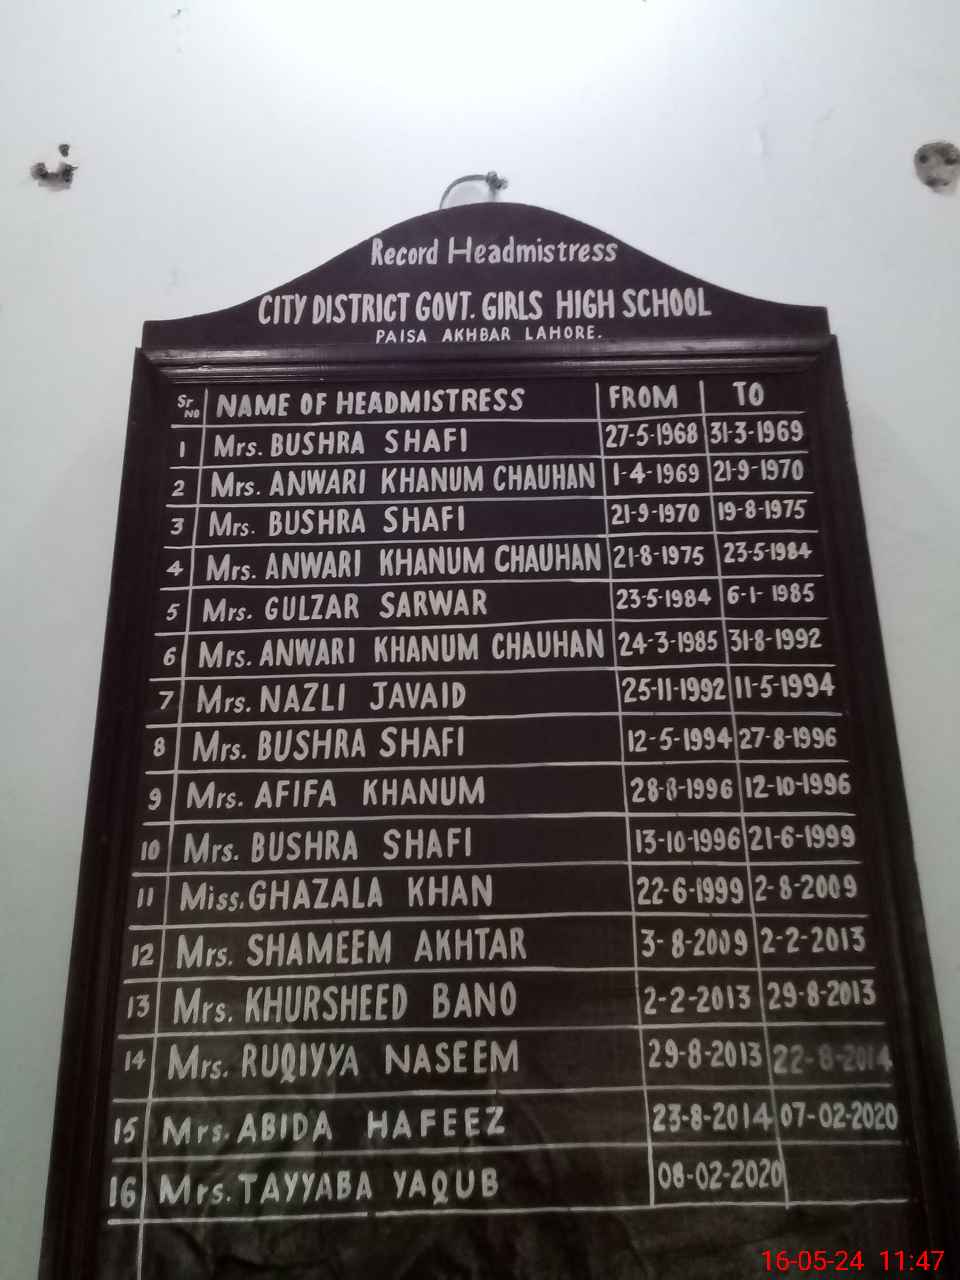 Record Headmistress
CITY DISTRICT GOVT. GIRLS HIGH SCHOOL
PAISA AKHBAR LAHORE.
Sr NO NAME OF HEADMISTRESS FROM TO
1 Mrs. BUSHRA SHAFI 27-5-1968 31-3-1969
2 Mrs. ANWARI KHANUM CHAUHAN 1-4-1969 21-9-1970
3 Mrs. BUSHRA SHAFI 21-9-1970 19-8-1975
4 Mrs. ANWARI KHANUM CHAUHAN 21-8-1975 23-5-1984
5 Mrs. GULZAR SARWAR 23-5-1984 6-1-1985
6 Mrs. ANWARI KHANUM CHAUHAN 24-3-1985 31-8-1992
7 Mrs. NAZLI JAVAID 25-11-1992 11-5-1994
8 Mrs. BUSHRA SHAFI 12-5-1994 27-8-1996
9 Mrs. AFIFA KHANUM 28-8-1996 12-10-1996
10 Mrs. BUSHRA SHAFI 13-10-1996 21-6-1999
11 Miss. GHAZALA KHAN 22-6-1999 2-8-2009
12 Mrs. SHAMEEM AKHTAR 3-8-2009 2-2-2013
13 Mrs. KHURSHEED BANO 2-2-2013 29-8-2013
14 Mrs. RUQIYYA NASEEM 29-8-2013 22-8-2014
15 Mrs. ABIDA HAFEEZ 23-8-2014 07-02-2020
16 Mrs. TAYYABA YAQUB 08-02-2020
16-05-24 11:47